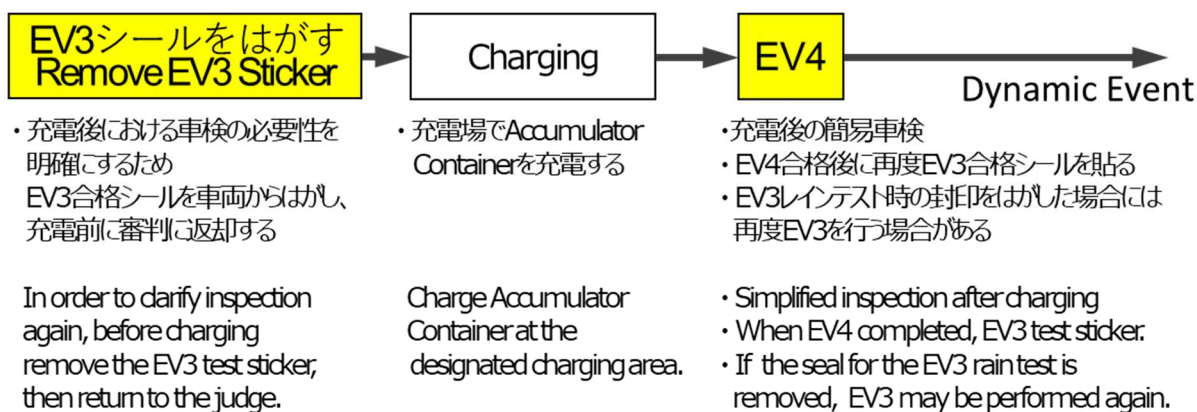 EV3シールをはがす
Remove EV3 Sticker
Charging
EV4
Dynamic Event
・充電後における車検の必要性を
明確にするため
EV3合格シールを車両からはがし、
充電前に審判に返却する
In order to clarify inspection
again, before charging
remove the EV3 test sticker,
then return to the judge.
・充電場でAccumulator
Containerを充電する
Charge Accumulator
Container at the
designated charging area.
・充電後の簡易車検
・EV4合格後に再度EV3合格シールを貼る
・EV3レインテスト時の封印をはがした場合には
再度EV3を行う場合がある
・Simplified inspection after charging
・When EV4 completed, EV3 test sticker.
・If the seal for the EV3 rain test is
removed, EV3 may be performed again.